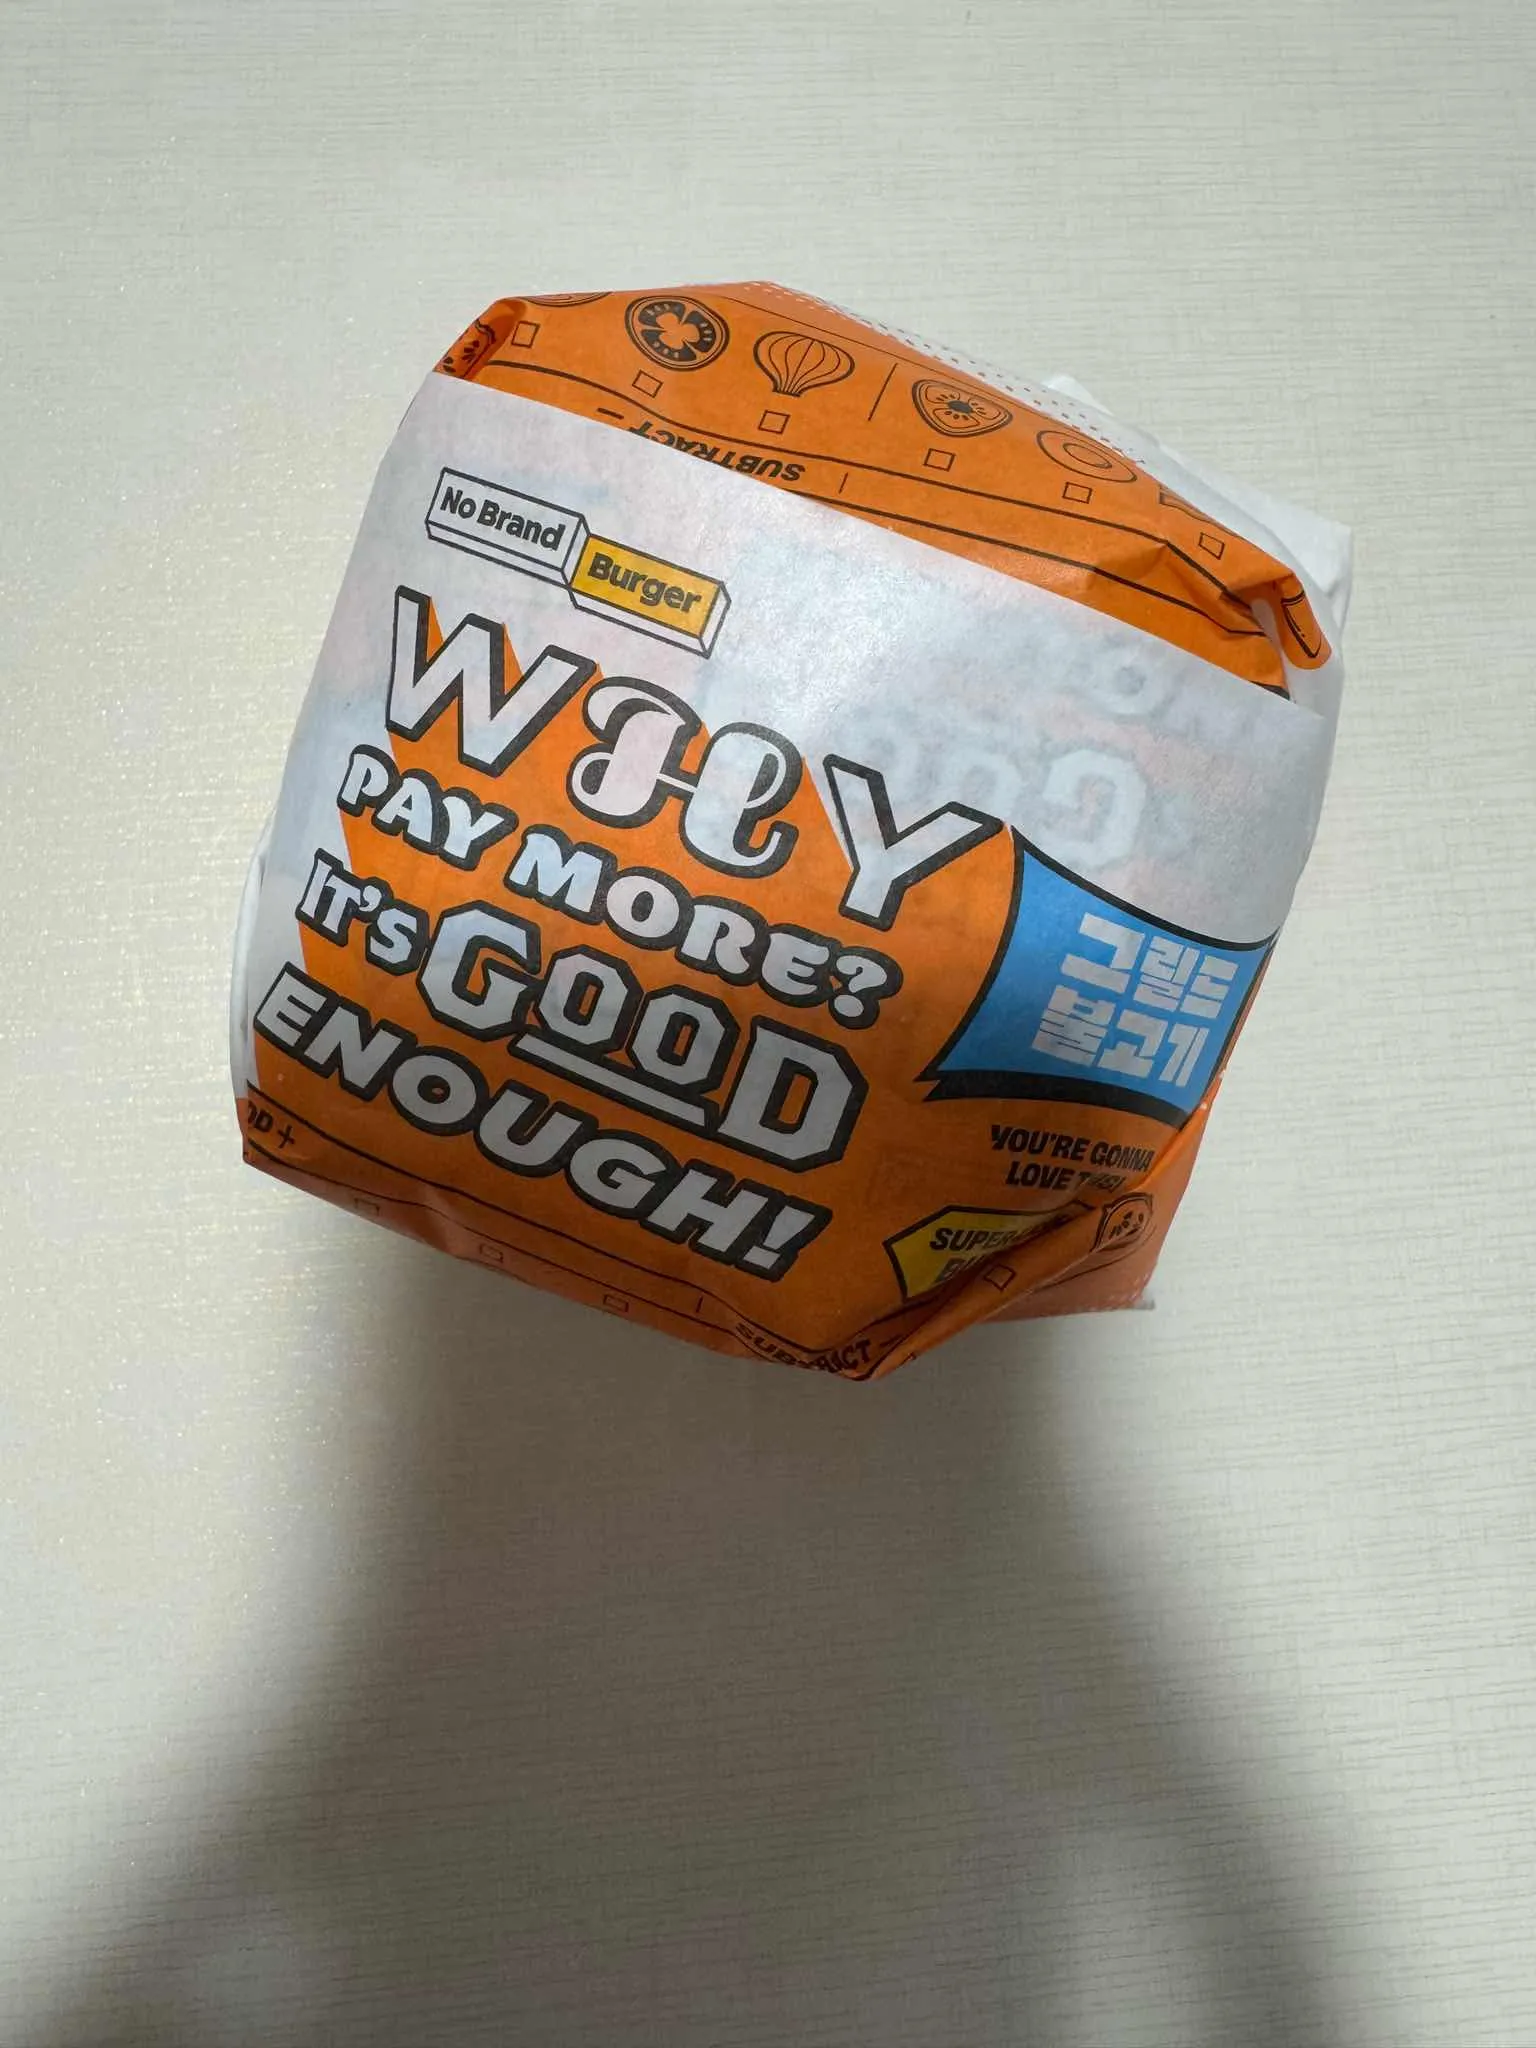 SUBTRACT -
No Brand
Burger
WHY
PAY MORE?
IT'S GOOD
ENOUGH!
그릴드
불고기
YOU'RE GONNA
LOVE
SUBTRACT -